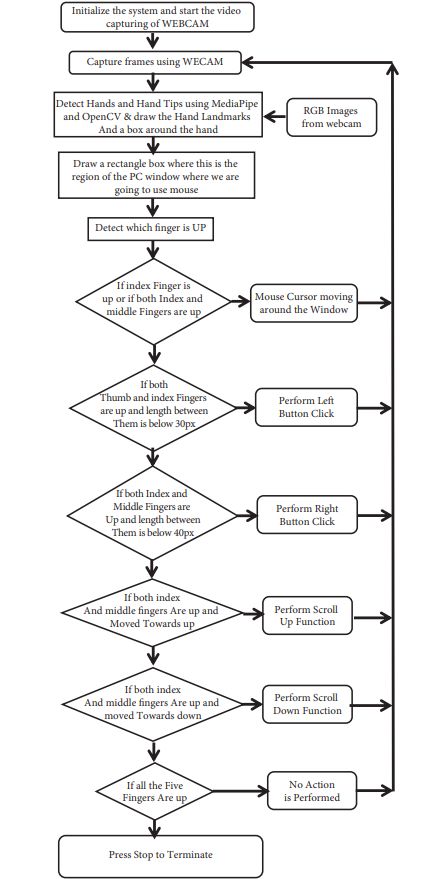 Initialize the system and start the video
capturing of WEBCAM
Capture frames using WECAM
Detect Hands and Hand Tips using MediaPipe
and OpenCV & draw the Hand Landmarks
And a box around the hand
RGB Images
from webcam
Draw a rectangle box where this is the
region of the PC window where we are
going to use mouse
Detect which finger is UP
If index Finger is
up or if both Index and
middle Fingers are up
Mouse Cursor moving
around the Window
If both
Thumb and index Fingers
are up and length between
Them is below 30px
Perform Left
Button Click
If both Index and
Middle Fingers are
Up and length between
Them is below 40px
Perform Right
Button Click
If both index
And middle fingers Are up and
Moved Towards up
Perform Scroll
Up Function
If both index
And middle fingers Are up and
moved Towards down
Perform Scroll
Down Function
If all the Five
Fingers Are up
No Action
is Performed
Press Stop to Terminate